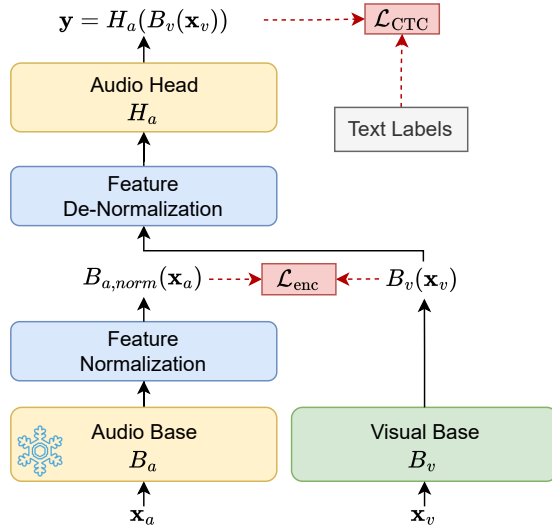 y = H_a(B_v(x_v))
ℒ_CTC
Audio Head
H_a
Text Labels
Feature
De-Normalization
B_{a,norm}(x_a)
ℒ_enc
B_v(x_v)
Feature
Normalization
Audio Base
B_a
Visual Base
B_v
x_a
x_v